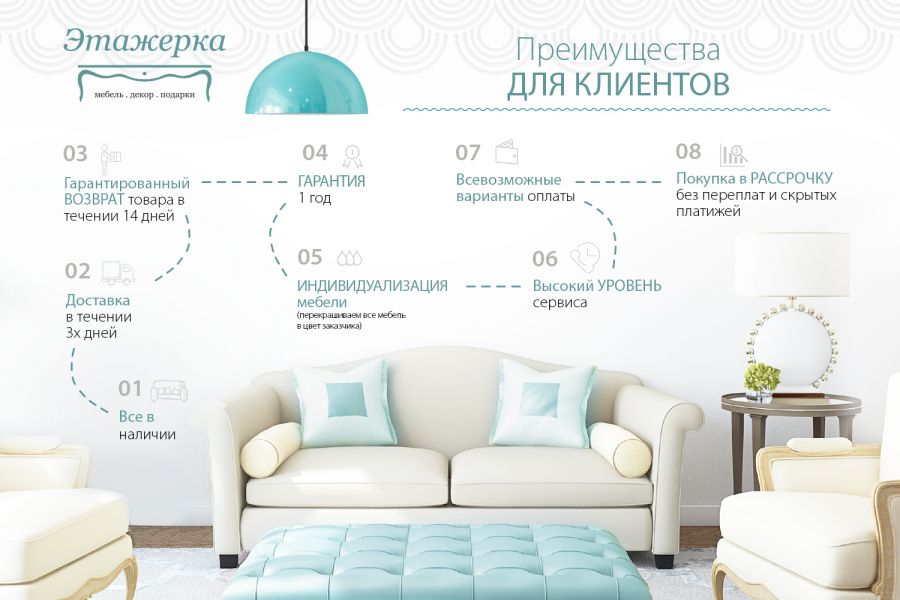 Этажерка
мебель . декор . подарки
Преимущества
ДЛЯ КЛИЕНТОВ
03
Гарантированный
ВОЗВРАТ товара в
течении 14 дней
04
1
ГАРАНТИЯ
1 год
07
Всевозможные
варианты оплаты
08
$
Покупка в РАССРОЧКУ
без переплат и скрытых
платижей
02
Доставка
в течении
3х дней
05
ИНДИВИДУАЛИЗАЦИЯ
мебели
(перекрашиваем все мебель
в цвет заказчика)
06
Высокий УРОВЕНЬ
сервиса
01
Все в
наличии